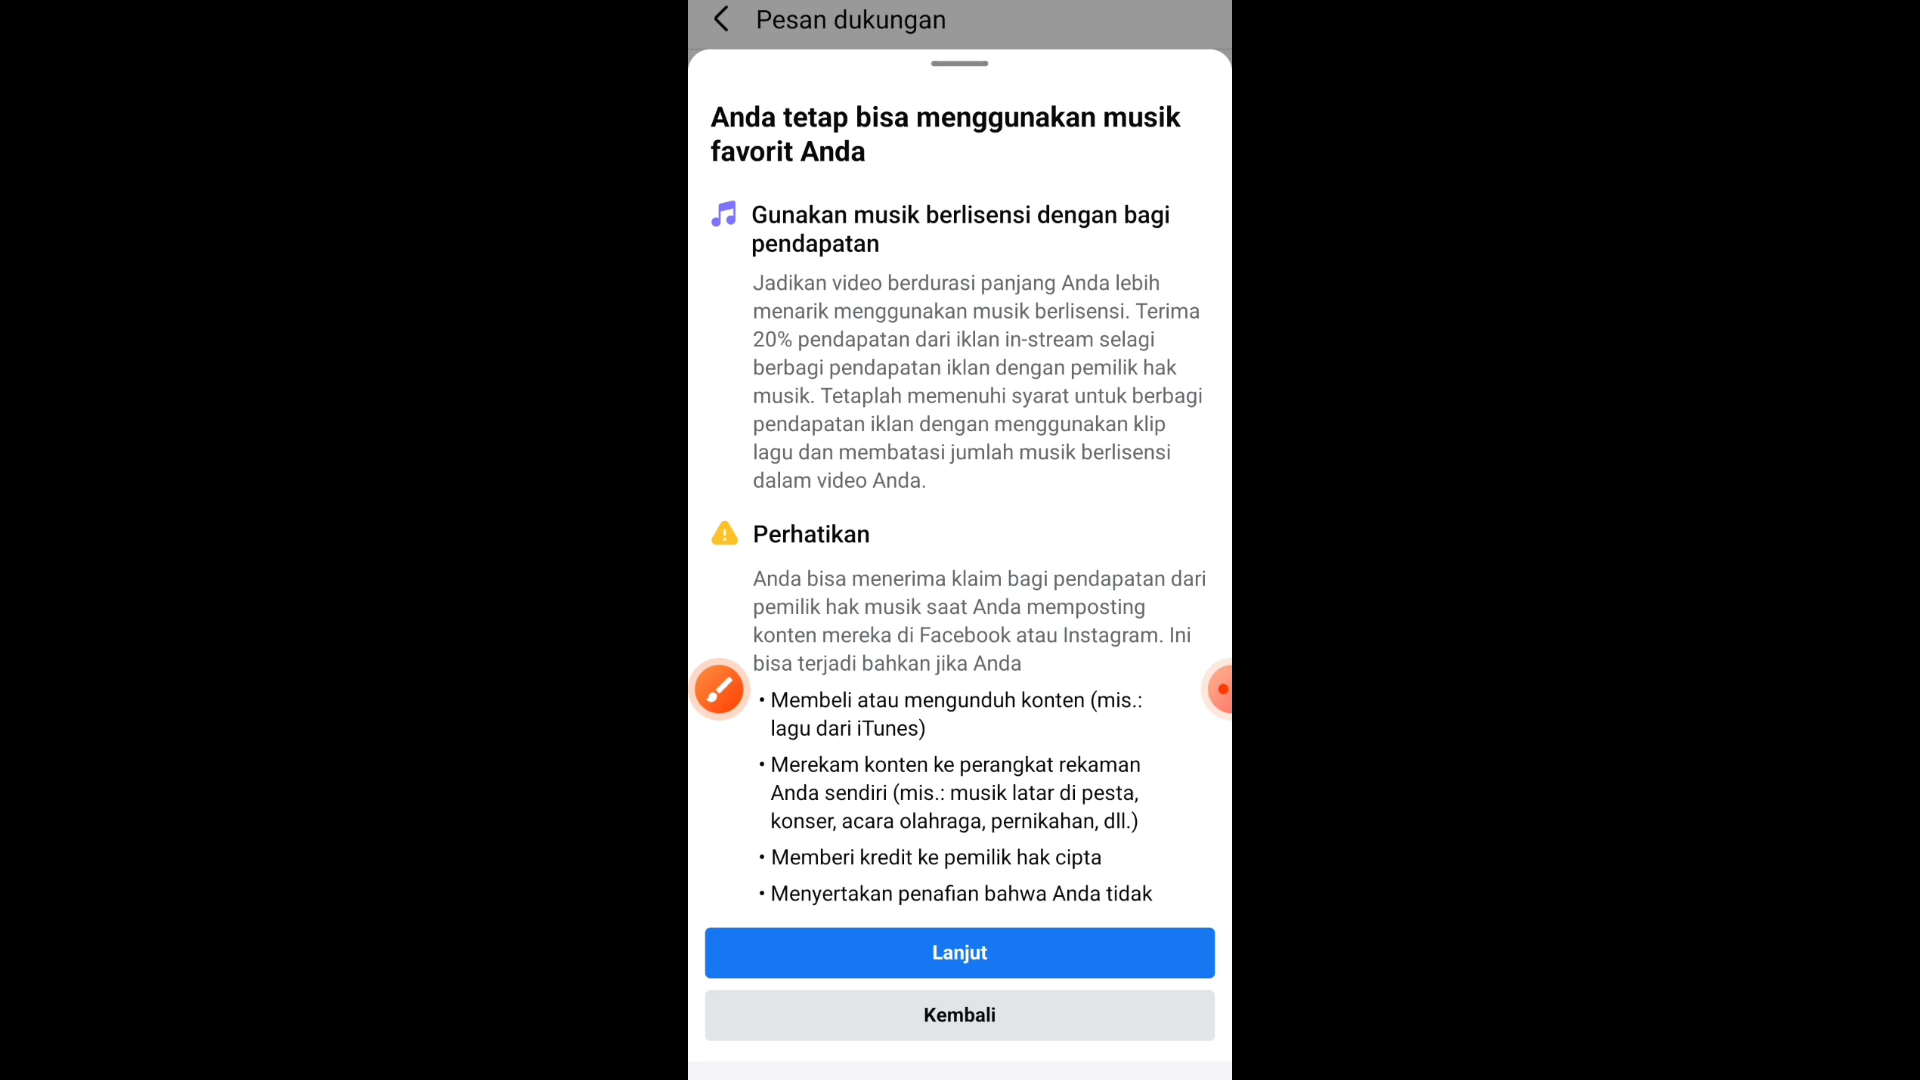 Pesan dukungan
Anda tetap bisa menggunakan musik
favorit Anda
Gunakan musik berlisensi dengan bagi
pendapatan
Jadikan video berdurasi panjang Anda lebih
menarik menggunakan musik berlisensi. Terima
20% pendapatan dari iklan in-stream selagi
berbagi pendapatan iklan dengan pemilik hak
musik. Tetaplah memenuhi syarat untuk berbagi
pendapatan iklan dengan menggunakan klip
lagu dan membatasi jumlah musik berlisensi
dalam video Anda.
Perhatikan
Anda bisa menerima klaim bagi pendapatan dari
pemilik hak musik saat Anda memposting
konten mereka di Facebook atau Instagram. Ini
bisa terjadi bahkan jika Anda
• Membeli atau mengunduh konten (mis.:
lagu dari iTunes)
• Merekam konten ke perangkat rekaman
Anda sendiri (mis.: musik latar di pesta,
konser, acara olahraga, pernikahan, dll.)
• Memberi kredit ke pemilik hak cipta
• Menyertakan penafian bahwa Anda tidak
Lanjut
Kembali